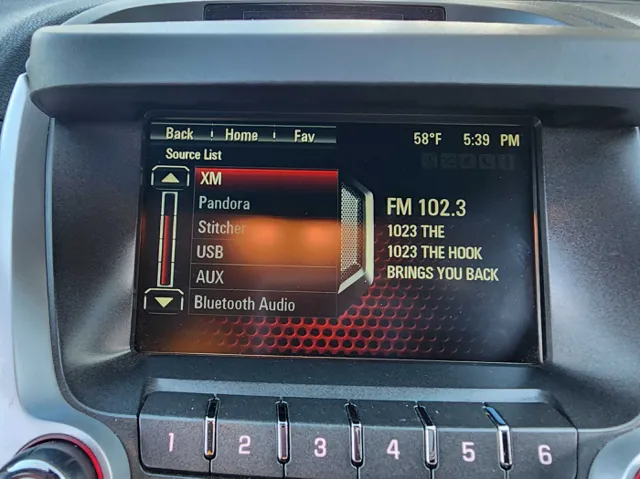 Back Home Fav 58°F 5:39 PM
Source List
XM
Pandora
Stitcher
USB
AUX
Bluetooth Audio
FM 102.3
1023 THE
1023 THE HOOK
BRINGS YOU BACK
1 2 3 4 5 6